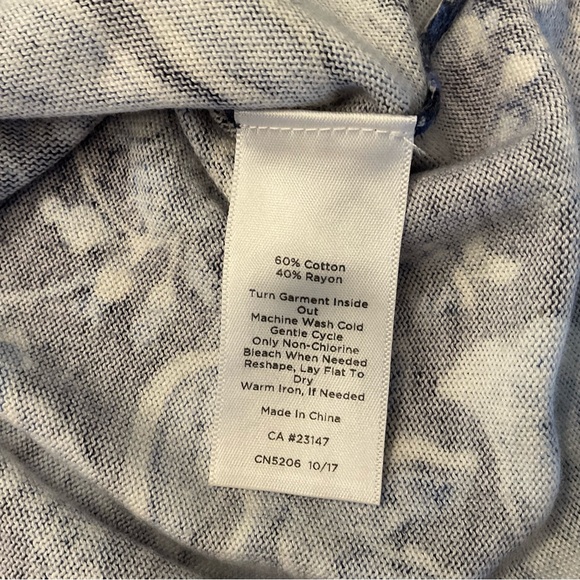 60% Cotton
40% Rayon
Turn Garment Inside
Out
Machine Wash Cold
Gentle Cycle
Only Non-Chlorine
Bleach When Needed
Reshape, Lay Flat To
Dry
Warm Iron, If Needed
Made In China
CA #23147
CN5206 10/17